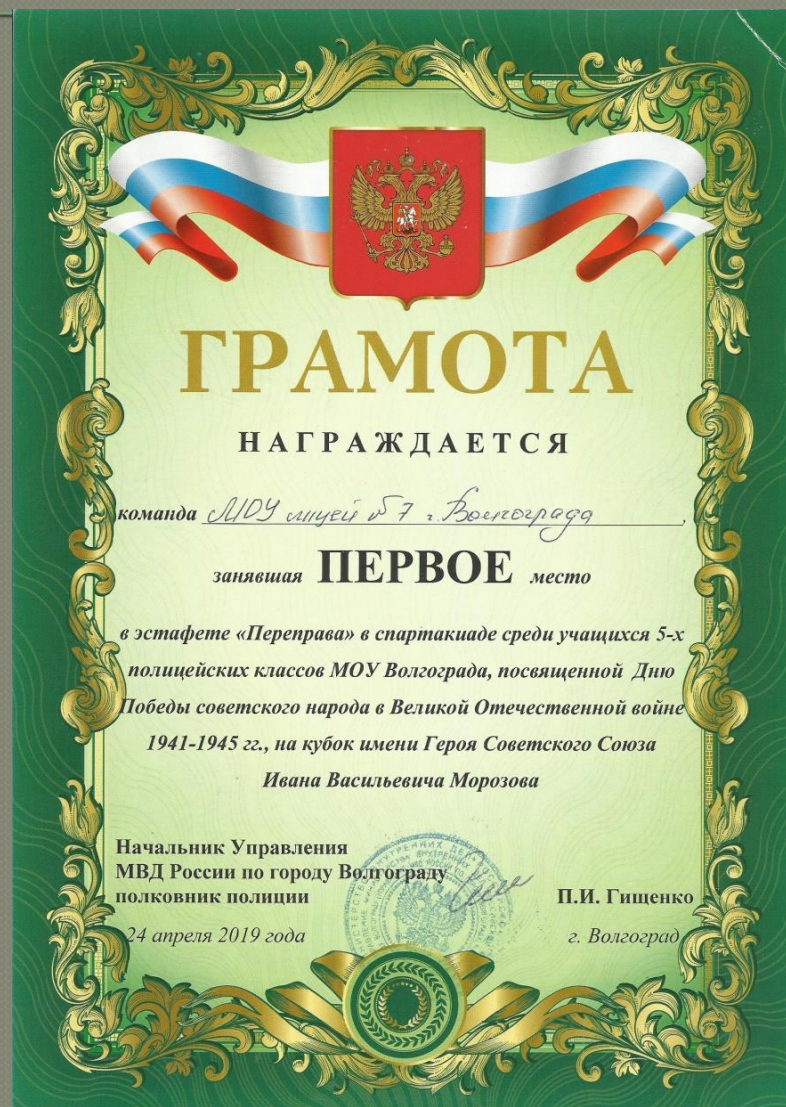 ГРАМОТА
НАГРАЖДАЕТСЯ
команда МОУ лицей №7 г. Волгограда,
занявшая ПЕРВОЕ место
в эстафете «Переправа» в спартакиаде среди учащихся 5-х
полицейских классов МОУ Волгограда, посвященной Дню
Победы советского народа в Великой Отечественной войне
1941-1945 гг., на кубок имени Героя Советского Союза
Ивана Васильевича Морозова
Начальник Управления
МВД России по городу Волгограду
полковник полиции
П.И. Гищенко
24 апреля 2019 года
г. Волгоград